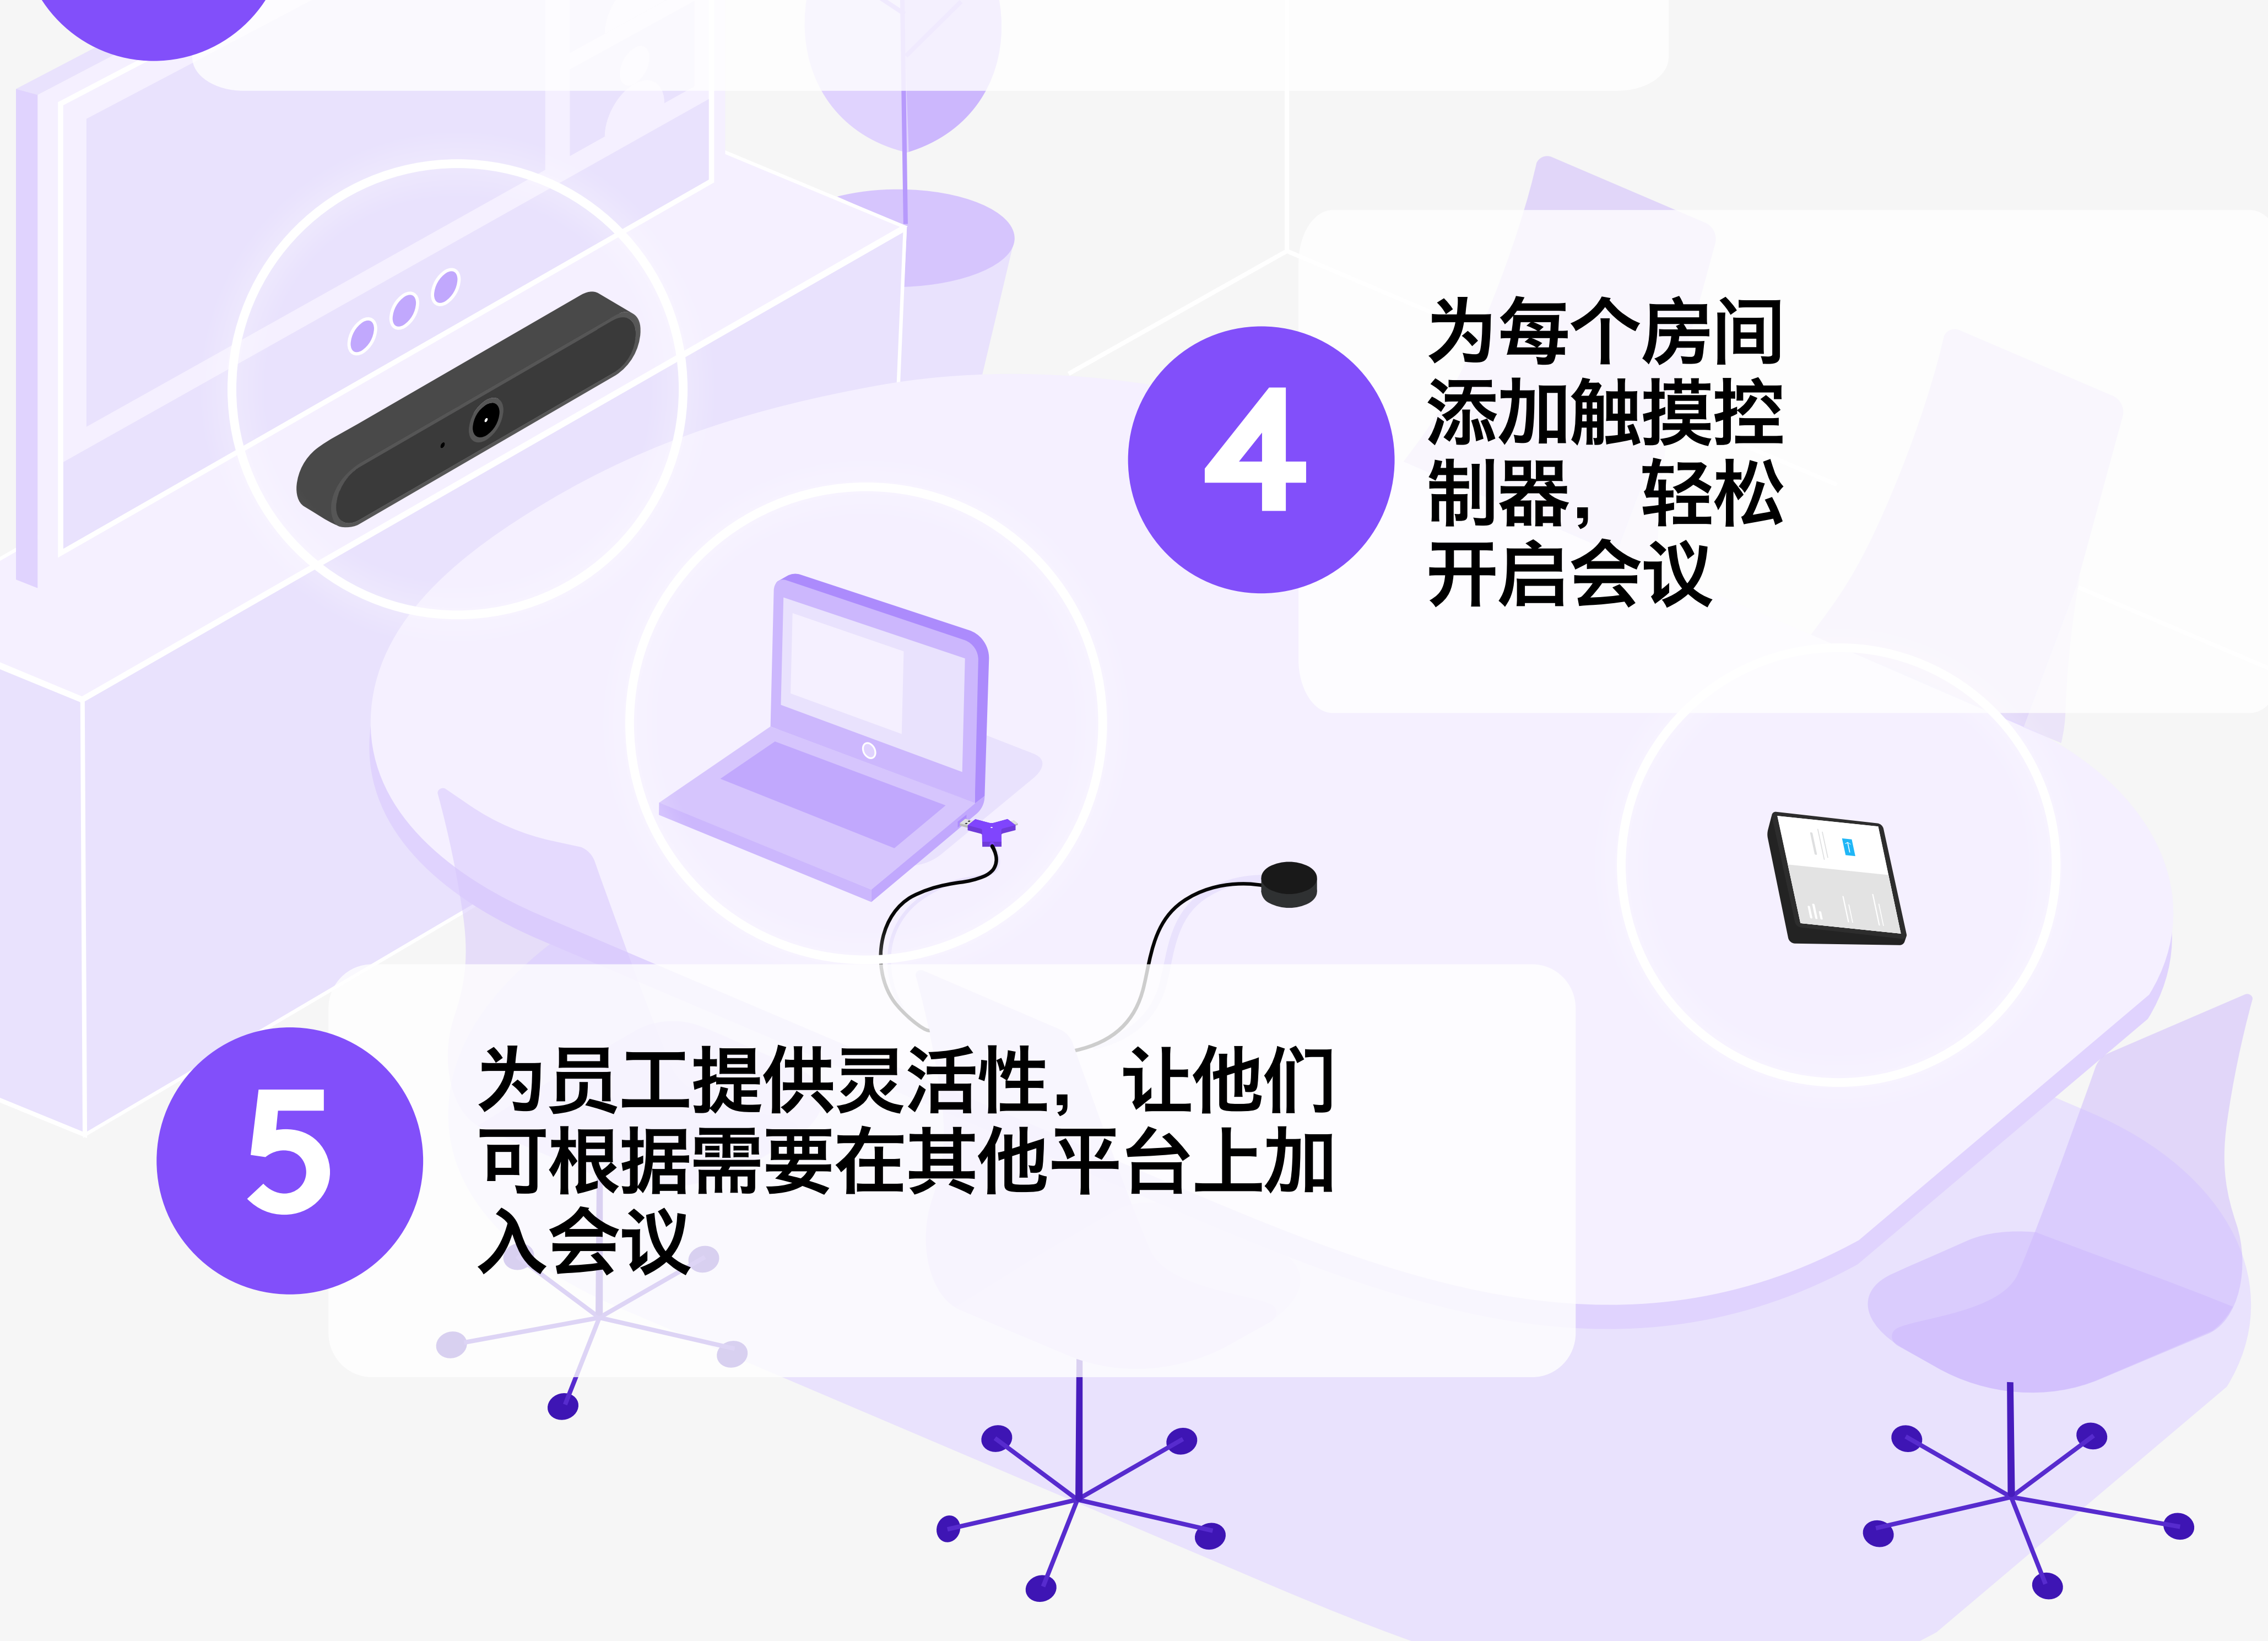 4
为每个房间
添加触摸控
制器，轻松
开启会议
5
为员工提供灵活性，让他们
可根据需要在其他平台上加
入会议